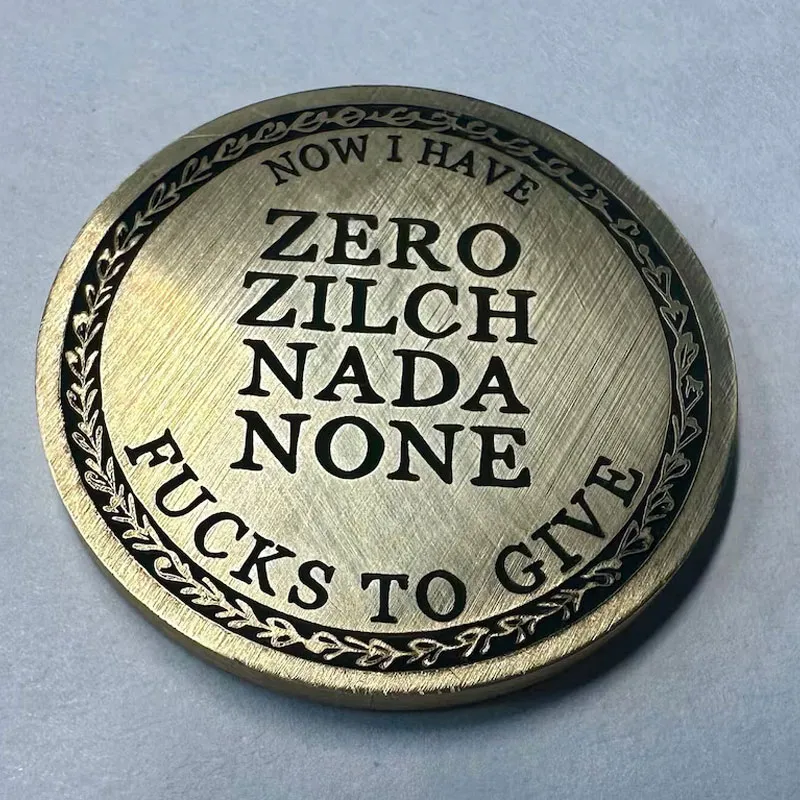 NOW I HAVE
ZERO
ZILCH
NADA
NONE
FUCKS TO GIVE